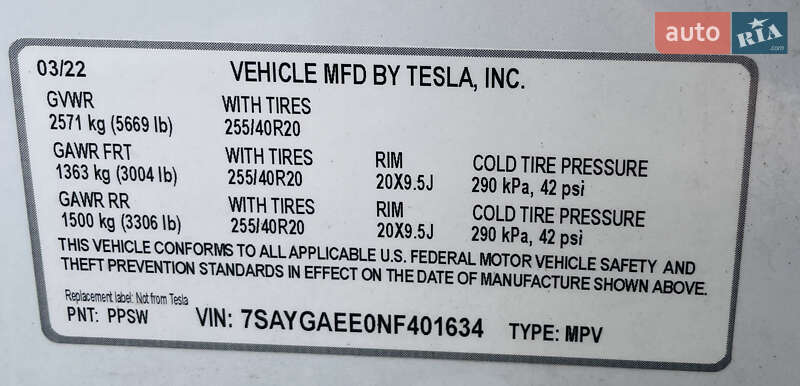 auto RIA.com
03/22 VEHICLE MFD BY TESLA, INC.
GVWR WITH TIRES
2571 kg (5669 lb) 255/40R20
GAWR FRT WITH TIRES RIM COLD TIRE PRESSURE
1363 kg (3004 lb) 255/40R20 20X9.5J 290 kPa, 42 psi
GAWR RR WITH TIRES RIM COLD TIRE PRESSURE
1500 kg (3306 lb) 255/40R20 20X9.5J 290 kPa, 42 psi
THIS VEHICLE CONFORMS TO ALL APPLICABLE U.S. FEDERAL MOTOR VEHICLE SAFETY AND
THEFT PREVENTION STANDARDS IN EFFECT ON THE DATE OF MANUFACTURE SHOWN ABOVE.
Replacement label: Not from Tesla
PNT: PPSW VIN: 7SAYGAEE0NF401634 TYPE: MPV